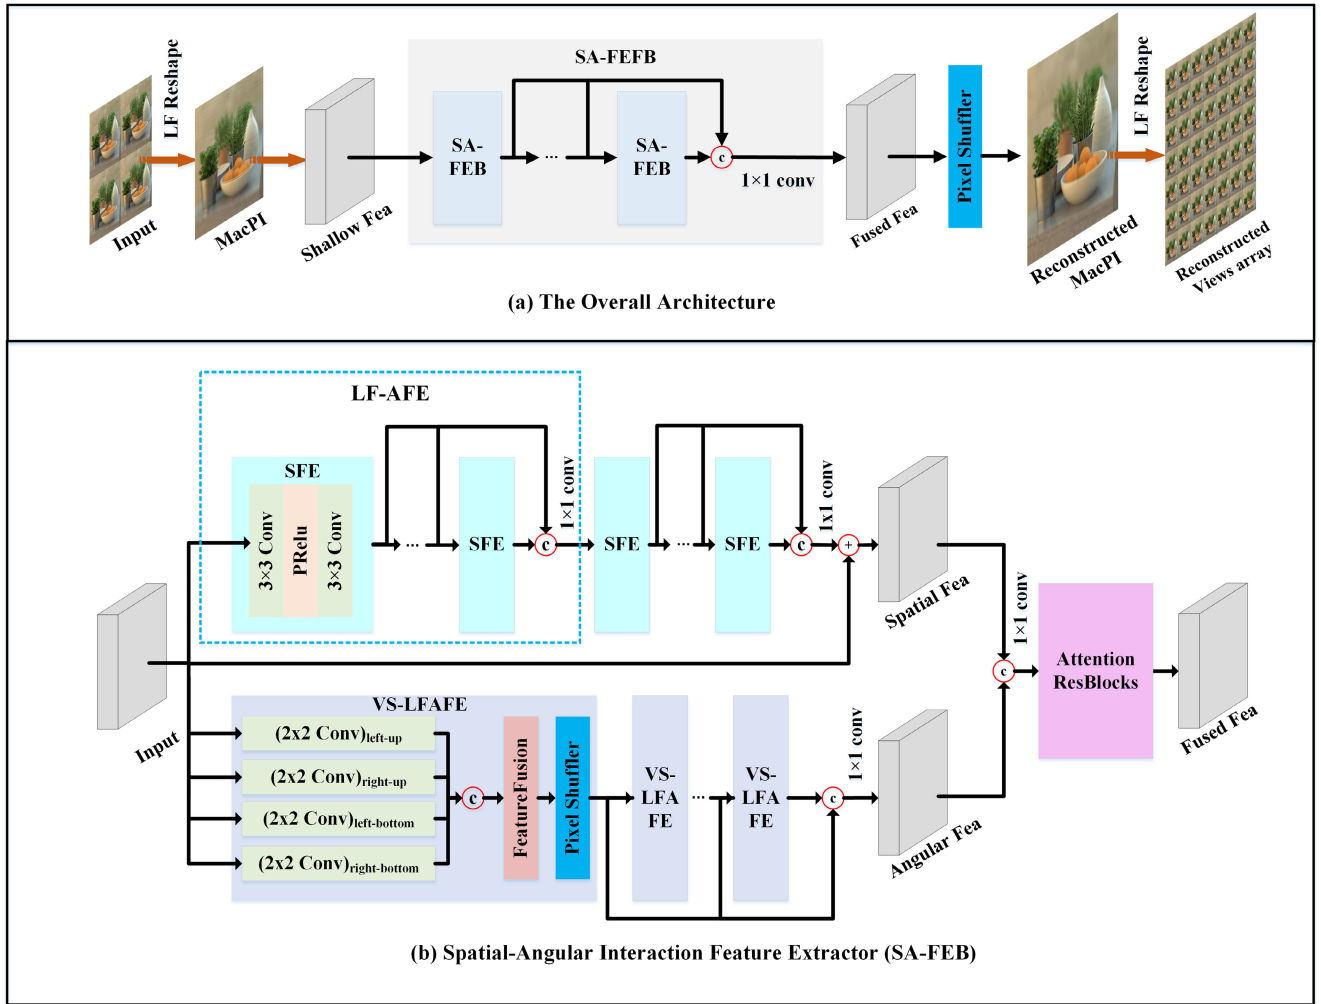 SA-FEFB
LF Reshape
SA-
FEB
...
SA-
FEB
c
1×1 conv
Pixel Shuffler
LF Reshape
Input
MacPI
Shallow Fea
Fused Fea
Reconstructed
MacPI
Reconstructed
Views array
(a) The Overall Architecture
LF-AFE
SFE
3×3 Conv
PRelu
3×3 Conv
...
SFE
c
1×1 conv
SFE
...
SFE
c
1x1 conv
+
Spatial Fea
Input
VS-LFAFE
(2x2 Conv)left-up
(2x2 Conv)right-up
(2x2 Conv)left-bottom
(2x2 Conv)right-bottom
c
FeatureFusion
Pixel Shuffler
VS-
LFA
FE
...
VS-
LFA
FE
c
1×1 conv
Angular Fea
c
1×1 conv
Attention
ResBlocks
Fused Fea
(b) Spatial-Angular Interaction Feature Extractor (SA-FEB)